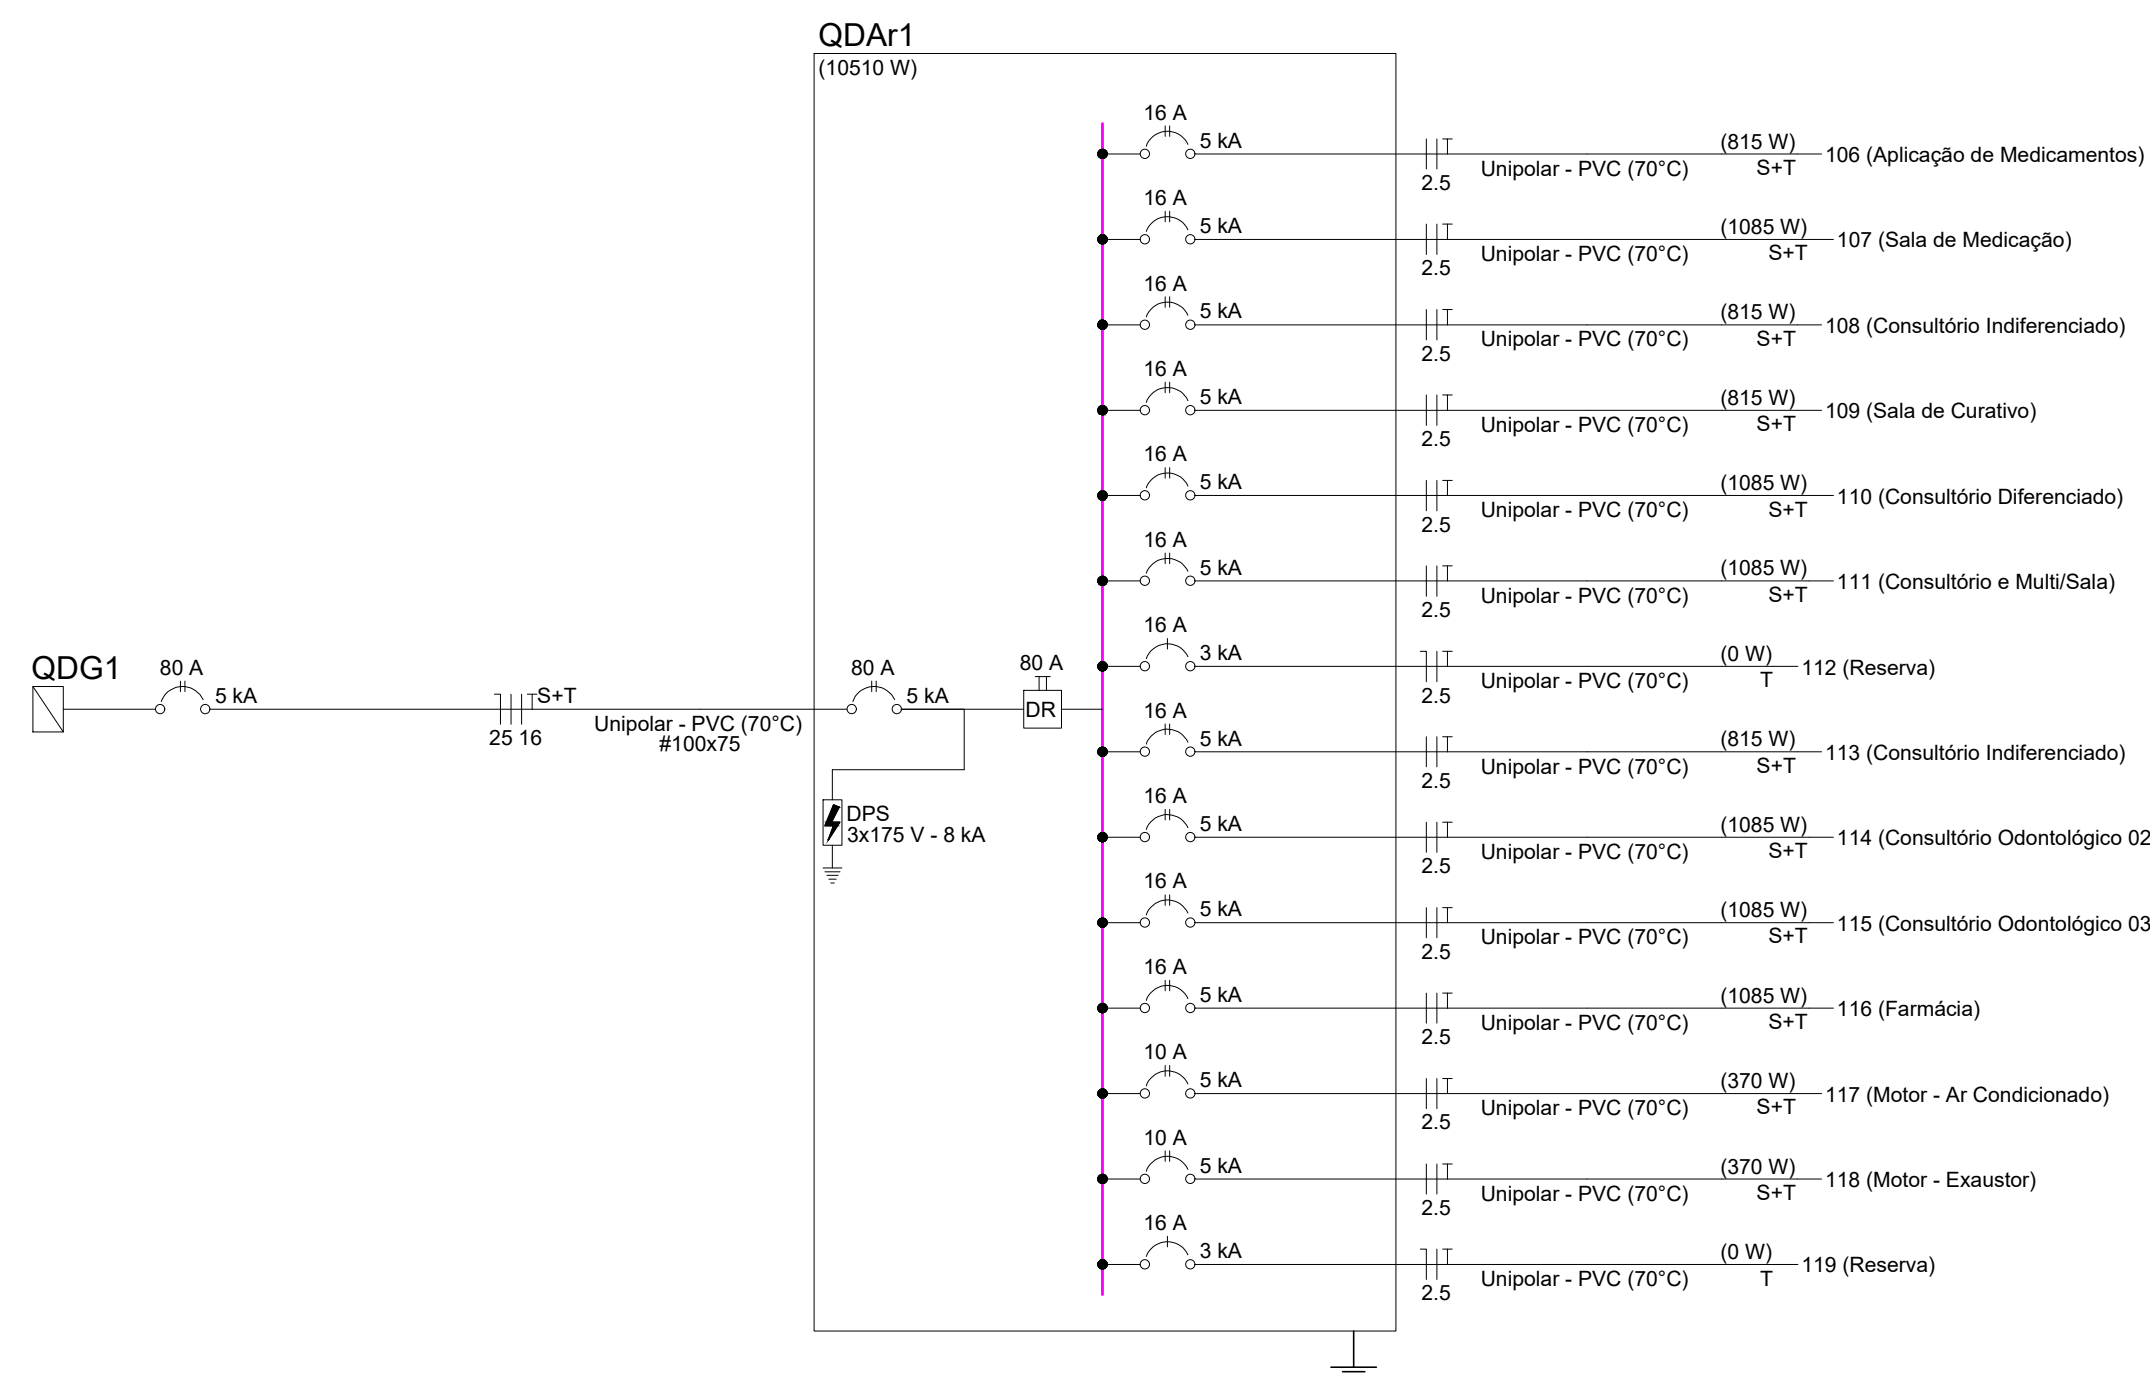 QDAr1
(10510 W)
16 A
5 kA
2.5
Unipolar - PVC (70°C)
(815 W)
S+T
106 (Aplicação de Medicamentos)
16 A
5 kA
2.5
Unipolar - PVC (70°C)
(1085 W)
S+T
107 (Sala de Medicação)
16 A
5 kA
2.5
Unipolar - PVC (70°C)
(815 W)
S+T
108 (Consultório Indiferenciado)
16 A
5 kA
2.5
Unipolar - PVC (70°C)
(815 W)
S+T
109 (Sala de Curativo)
16 A
5 kA
2.5
Unipolar - PVC (70°C)
(1085 W)
S+T
110 (Consultório Diferenciado)
16 A
5 kA
2.5
Unipolar - PVC (70°C)
(1085 W)
S+T
111 (Consultório e Multi/Sala)
16 A
3 kA
2.5
Unipolar - PVC (70°C)
(0 W)
T
112 (Reserva)
QDG1
80 A
5 kA
S+T
25 16
Unipolar - PVC (70°C)
#100x75
80 A
5 kA
80 A
DR
DPS
3x175 V - 8 kA
16 A
5 kA
2.5
Unipolar - PVC (70°C)
(815 W)
S+T
113 (Consultório Indiferenciado)
16 A
5 kA
2.5
Unipolar - PVC (70°C)
(1085 W)
S+T
114 (Consultório Odontológico 02
16 A
5 kA
2.5
Unipolar - PVC (70°C)
(1085 W)
S+T
115 (Consultório Odontológico 03
16 A
5 kA
2.5
Unipolar - PVC (70°C)
(1085 W)
S+T
116 (Farmácia)
10 A
5 kA
2.5
Unipolar - PVC (70°C)
(370 W)
S+T
117 (Motor - Ar Condicionado)
10 A
5 kA
2.5
Unipolar - PVC (70°C)
(370 W)
S+T
118 (Motor - Exaustor)
16 A
3 kA
2.5
Unipolar - PVC (70°C)
(0 W)
T
119 (Reserva)